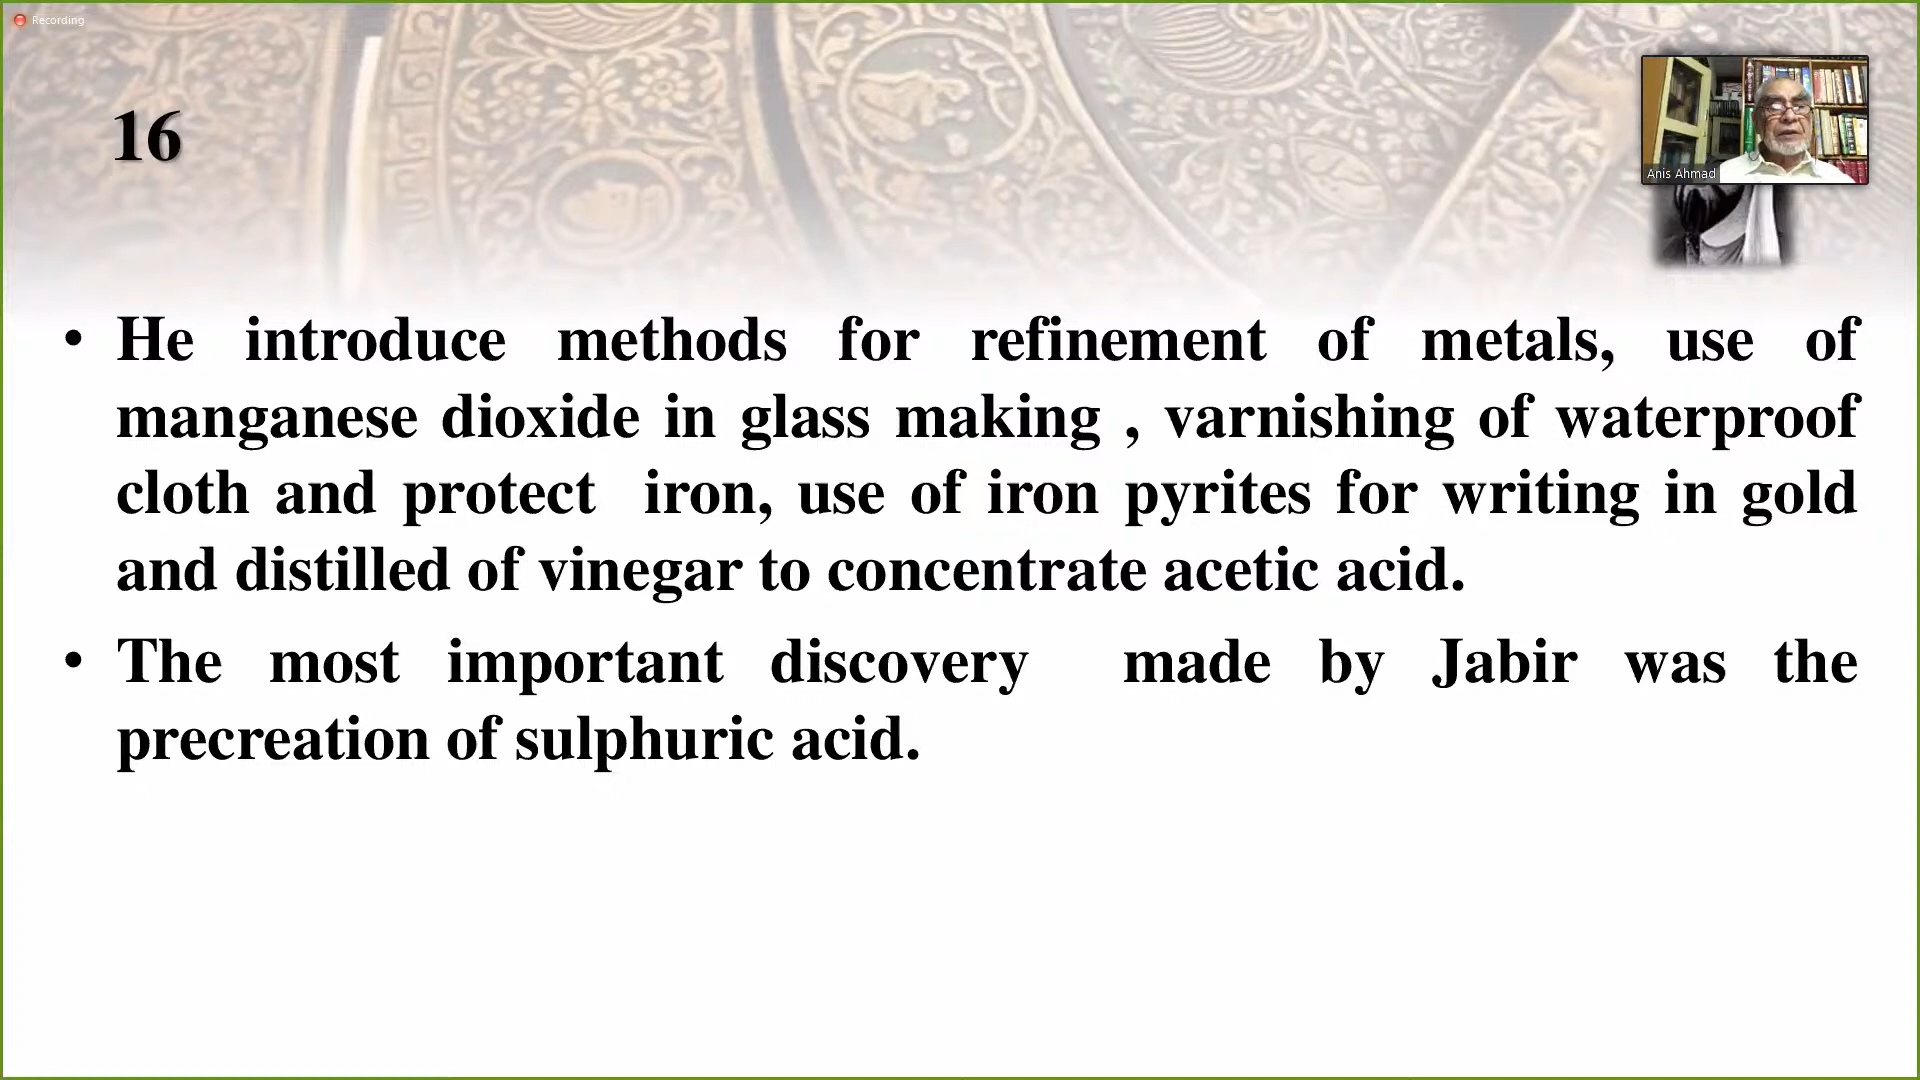 Recording
16
Anis Ahmad
• He introduce methods for refinement of metals, use of
manganese dioxide in glass making , varnishing of waterproof
cloth and protect iron, use of iron pyrites for writing in gold
and distilled of vinegar to concentrate acetic acid.
• The most important discovery made by Jabir was the
precreation of sulphuric acid.